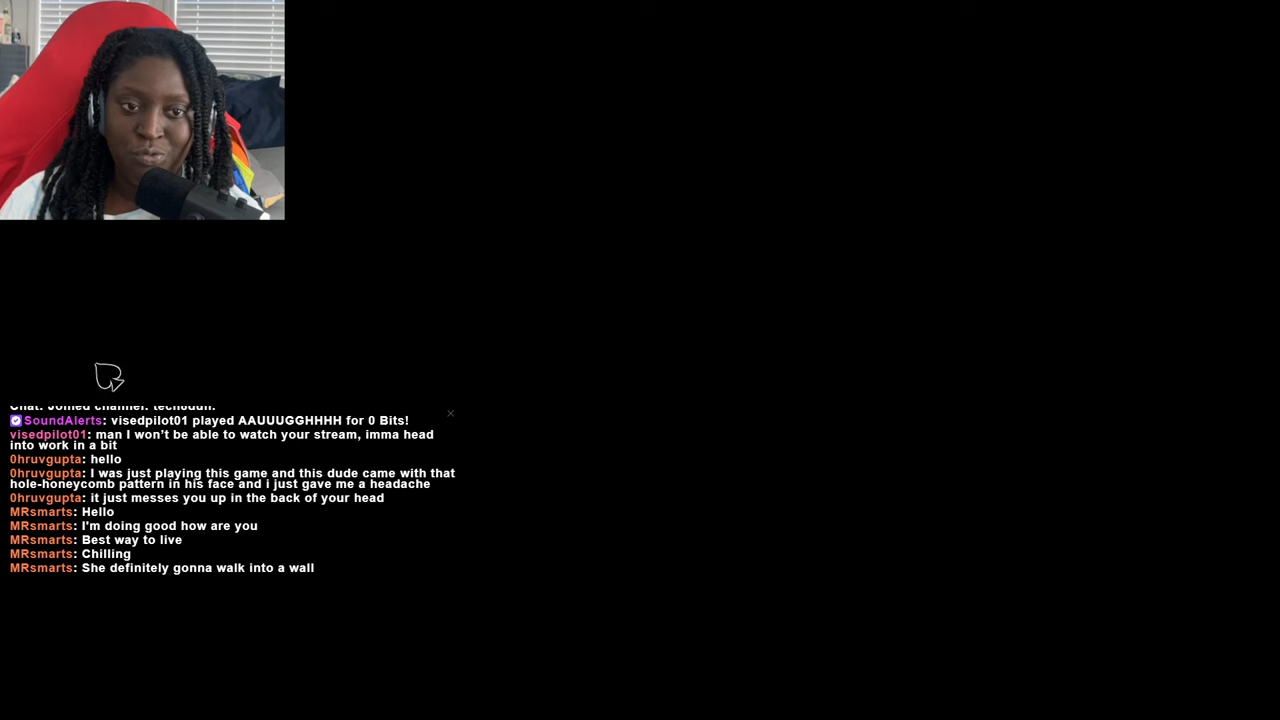 Chat: Joined channel: tech8dun.
SoundAlerts: visedpilot01 played AAUUUGGHHHH for 0 Bits!
visedpilot01: man I won't be able to watch your stream, imma head
into work in a bit
0hruvgupta: hello
0hruvgupta: I was just playing this game and this dude came with that
hole-honeycomb pattern in his face and i just gave me a headache
0hruvgupta: it just messes you up in the back of your head
MRsmarts: Hello
MRsmarts: I'm doing good how are you
MRsmarts: Best way to live
MRsmarts: Chilling
MRsmarts: She definitely gonna walk into a wall